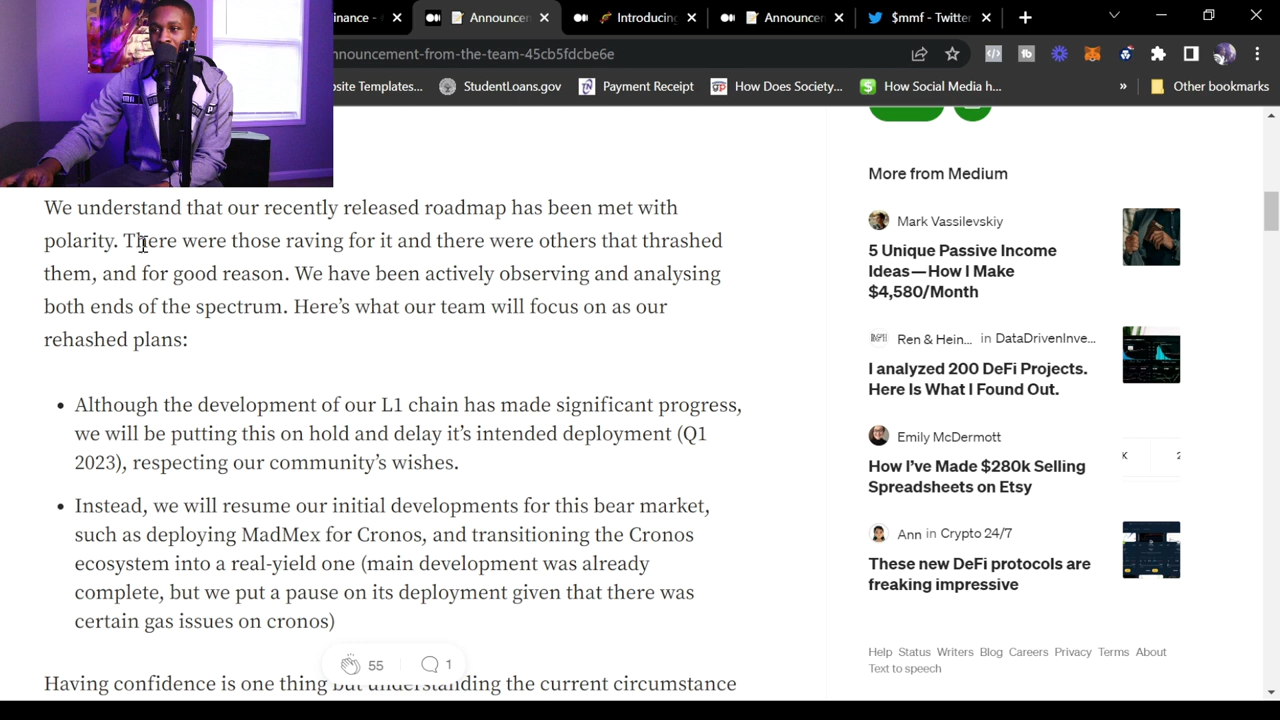 inance -
Announcer
Introducing
Announcer
$mmf - Twitter
nnouncement-from-the-team-45cb5fdcbe6e
site Templates...
StudentLoans.gov
Payment Receipt
How Does Society...
How Social Media h...
»
Other bookmarks
We understand that our recently released roadmap has been met with
polarity. There were those raving for it and there were others that thrashed
them, and for good reason. We have been actively observing and analysing
both ends of the spectrum. Here's what our team will focus on as our
rehashed plans:
• Although the development of our L1 chain has made significant progress,
we will be putting this on hold and delay it's intended deployment (Q1
2023), respecting our community's wishes.
• Instead, we will resume our initial developments for this bear market,
such as deploying MadMex for Cronos, and transitioning the Cronos
ecosystem into a real-yield one (main development was already
complete, but we put a pause on its deployment given that there was
certain gas issues on cronos)
55
1
Having confidence is one thing but understanding the current circumstance
More from Medium
Mark Vassilevskiy
5 Unique Passive Income
Ideas—How I Make
$4,580/Month
Ren & Hein... in DataDrivenInve...
I analyzed 200 DeFi Projects.
Here Is What I Found Out.
Emily McDermott
How I've Made $280k Selling
Spreadsheets on Etsy
Ann in Crypto 24/7
These new DeFi protocols are
freaking impressive
Help Status Writers Blog Careers Privacy Terms About
Text to speech